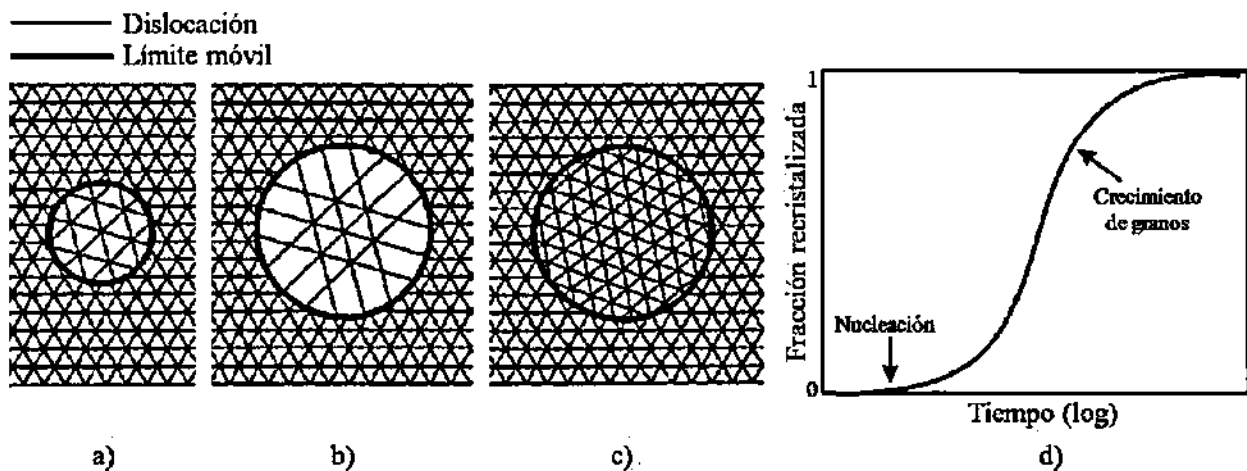 Dislocación
Límite móvil
1
Fracción recristalizada
Crecimiento
de granos
Nucleación
0
Tiempo (log)
a)
b)
c)
d)